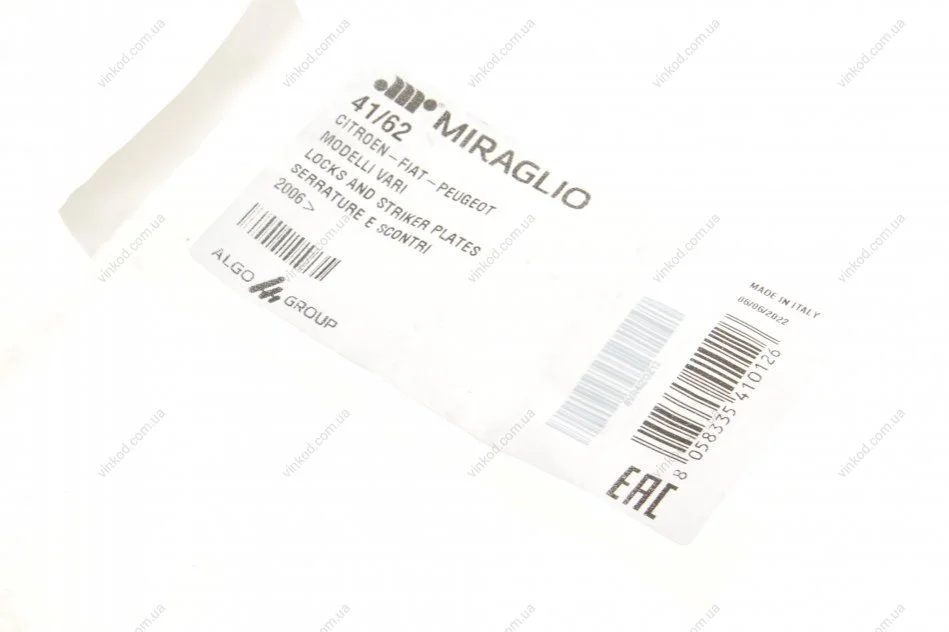 MIRAGLIO
41/62
CITROEN-FIAT-PEUGEOT
MODELLI VARI
LOCKS AND STRIKER PLATES
SERRATURE E SCONTRI
2006 >
ALGO GROUP
MADE IN ITALY
06/06/2022
8 058335 410126
EAC
vinkod.com.ua